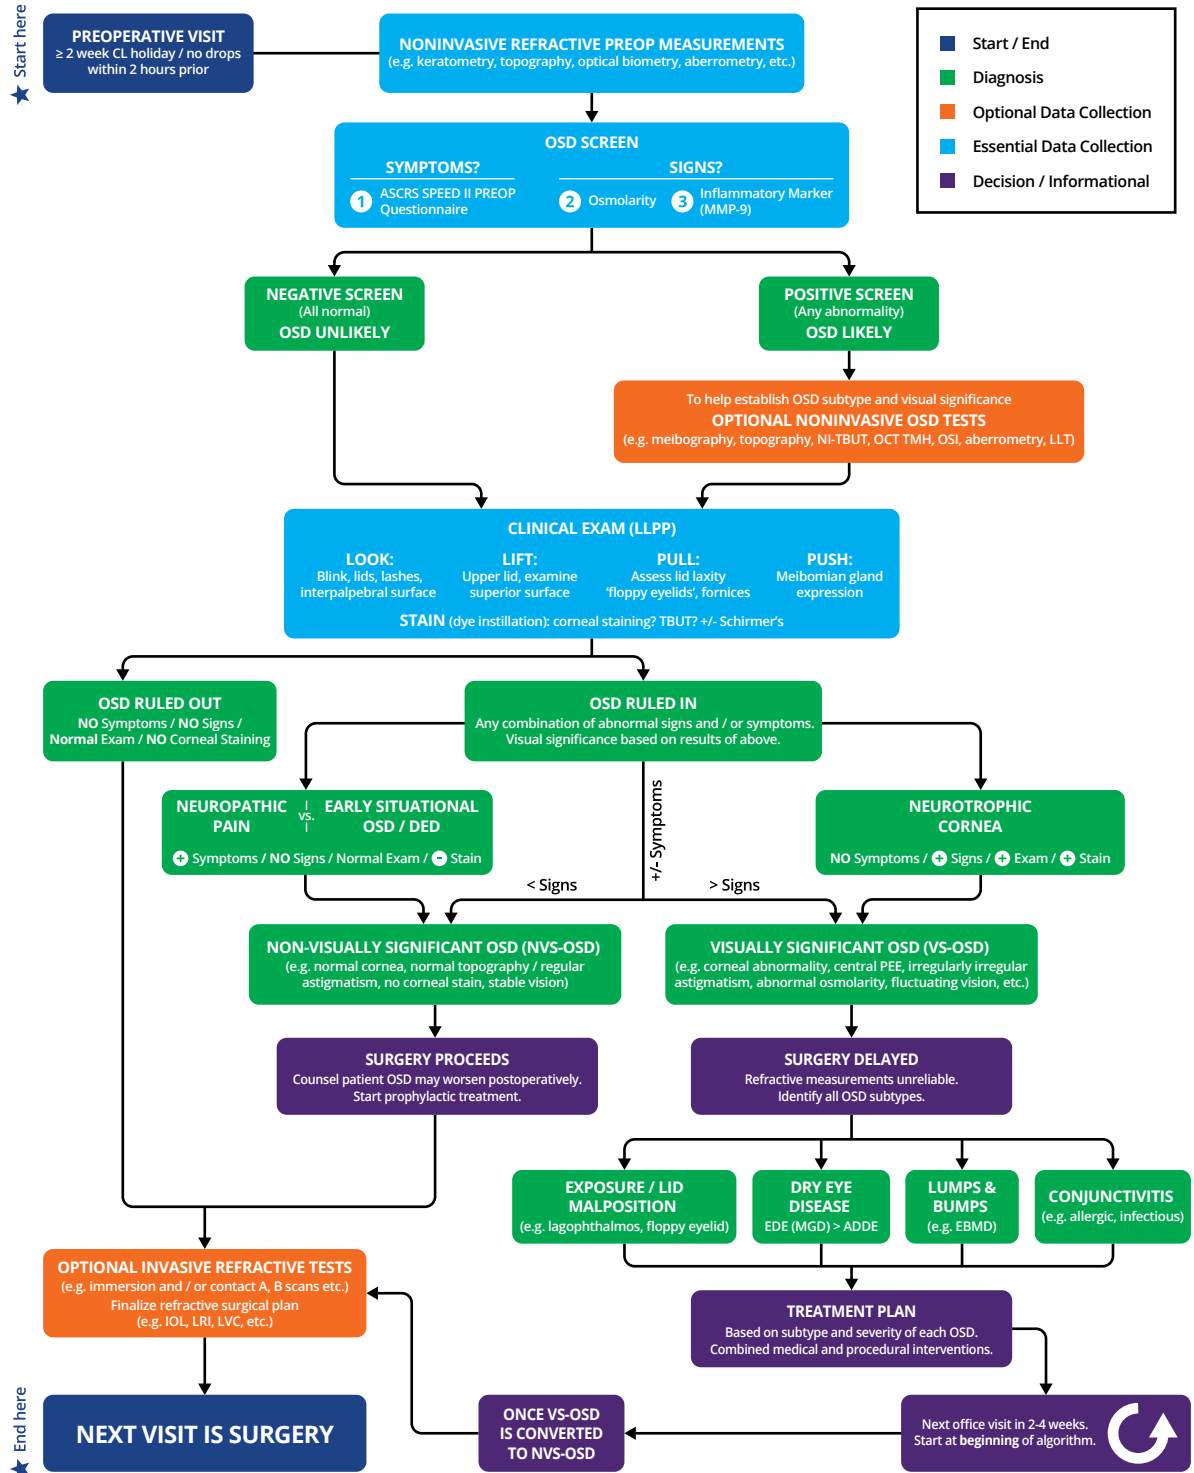 Start here
PREOPERATIVE VISIT
≥ 2 week CL holiday / no drops
within 2 hours prior
NONINVASIVE REFRACTIVE PREOP MEASUREMENTS
(e.g. keratometry, topography, optical biometry, aberrometry, etc.)
Start / End
Diagnosis
Optional Data Collection
Essential Data Collection
Decision / Informational
OSD SCREEN
SYMPTOMS?
1 ASCRS SPEED II PREOP
Questionnaire
SIGNS?
2 Osmolarity
3 Inflammatory Marker
(MMP-9)
NEGATIVE SCREEN
(All normal)
OSD UNLIKELY
POSITIVE SCREEN
(Any abnormality)
OSD LIKELY
To help establish OSD subtype and visual significance
OPTIONAL NONINVASIVE OSD TESTS
(e.g. meibography, topography, NI-TBUT, OCT TMH, OSI, aberrometry, LLT)
CLINICAL EXAM (LLPP)
LOOK:
Blink, lids, lashes,
interpalpebral surface
LIFT:
Upper lid, examine
superior surface
PULL:
Assess lid laxity
‘floppy eyelids’, fornices
PUSH:
Meibomian gland
expression
STAIN (dye instillation): corneal staining? TBUT? +/- Schirmer’s
OSD RULED OUT
NO Symptoms / NO Signs /
Normal Exam / NO Corneal Staining
OSD RULED IN
Any combination of abnormal signs and / or symptoms.
Visual significance based on results of above.
NEUROPATHIC
PAIN
vs.
EARLY SITUATIONAL
OSD / DED
+ Symptoms / NO Signs / Normal Exam / - Stain
+/- Symptoms
NEUROTROPHIC
CORNEA
NO Symptoms / + Signs / + Exam / + Stain
< Signs
> Signs
NON-VISUALLY SIGNIFICANT OSD (NVS-OSD)
(e.g. normal cornea, normal topography / regular
astigmatism, no corneal stain, stable vision)
VISUALLY SIGNIFICANT OSD (VS-OSD)
(e.g. corneal abnormality, central PEE, irregularly irregular
astigmatism, abnormal osmolarity, fluctuating vision, etc.)
SURGERY PROCEEDS
Counsel patient OSD may worsen postoperatively.
Start prophylactic treatment.
SURGERY DELAYED
Refractive measurements unreliable.
Identify all OSD subtypes.
EXPOSURE / LID
MALPOSITION
(e.g. lagophthalmos, floppy eyelid)
DRY EYE
DISEASE
EDE (MGD) > ADDE
LUMPS &
BUMPS
(e.g. EBMD)
CONJUNCTIVITIS
(e.g. allergic, infectious)
OPTIONAL INVASIVE REFRACTIVE TESTS
(e.g. immersion and / or contact A, B scans etc.)
Finalize refractive surgical plan
(e.g. IOL, LRI, LVC, etc.)
TREATMENT PLAN
Based on subtype and severity of each OSD.
Combined medical and procedural interventions.
Next office visit in 2-4 weeks.
Start at beginning of algorithm.
ONCE VS-OSD
IS CONVERTED
TO NVS-OSD
End here
NEXT VISIT IS SURGERY